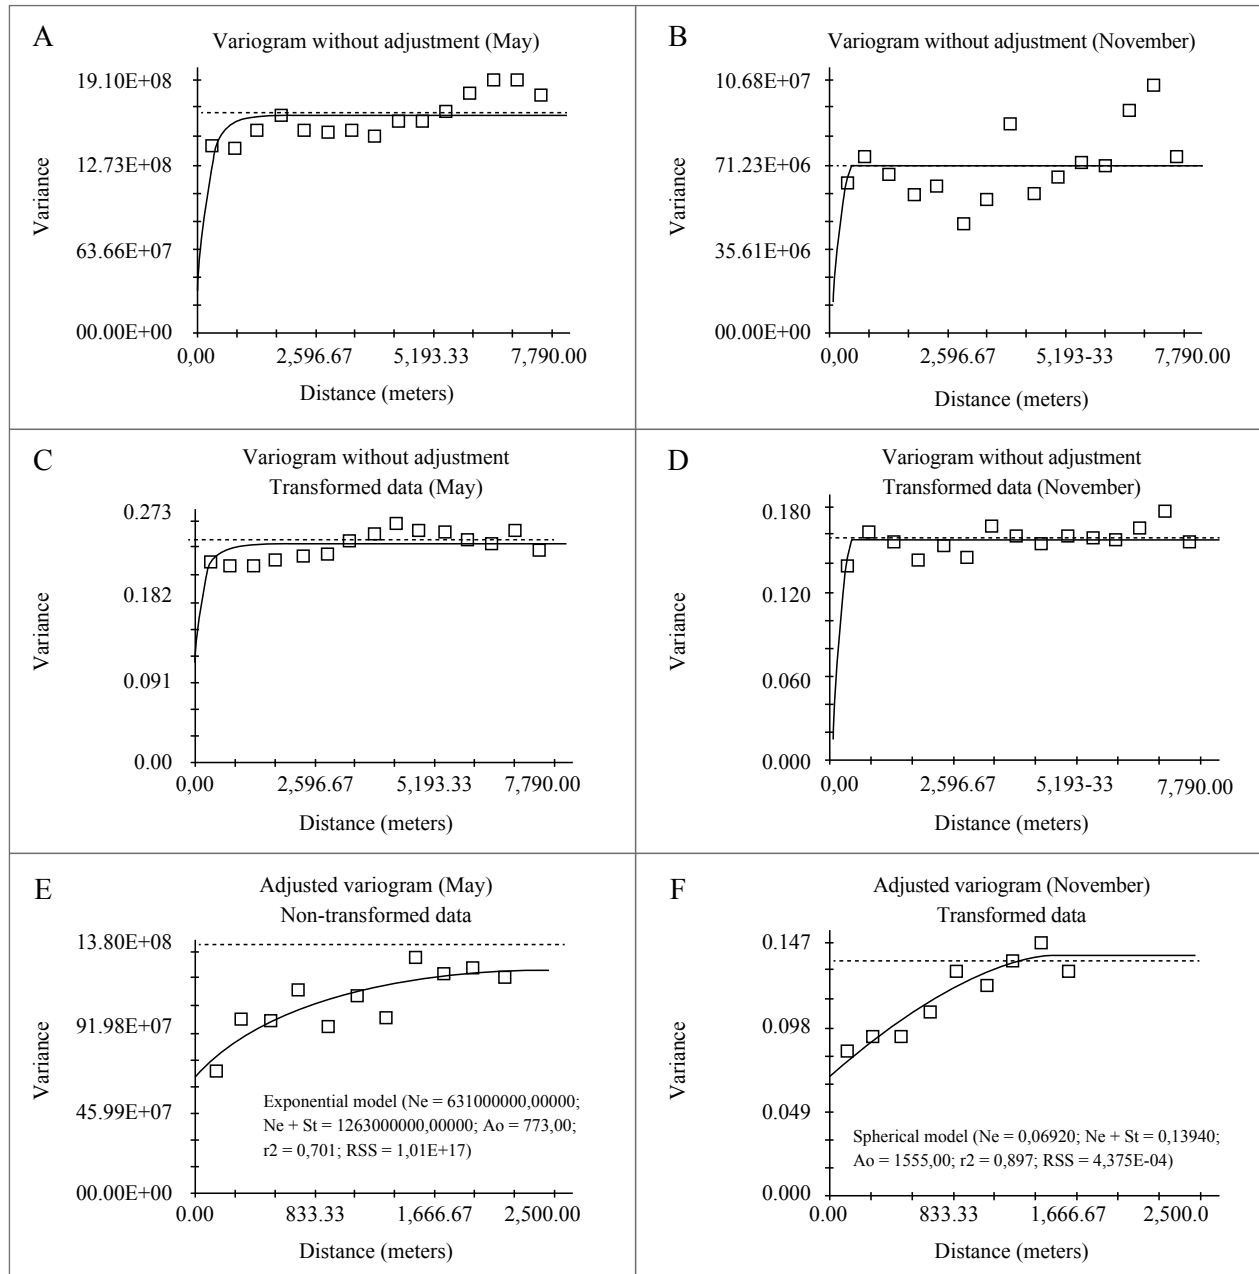 A
Variogram without adjustment (May)
19.10E+08
12.73E+08
63.66E+07
00.00E+00
Variance
0,00
2,596.67
5,193.33
7,790.00
Distance (meters)
B
Variogram without adjustment (November)
10.68E+07
71.23E+06
35.61E+06
00.00E+00
Variance
0,00
2,596.67
5,193-33
7,790.00
Distance (meters)
C
Variogram without adjustment
Transformed data (May)
0.273
0.182
0.091
0.00
Variance
0,00
2,596.67
5,193.33
7,790.00
Distance (meters)
D
Variogram without adjustment
Transformed data (November)
0.180
0.120
0.060
0.000
Variance
0,00
2,596.67
5,193-33
7,790.00
Distance (meters)
E
Adjusted variogram (May)
Non-transformed data
13.80E+08
91.98E+07
45.99E+07
00.00E+00
Variance
Exponential model (Ne = 631000000,00000;
Ne + St = 1263000000,00000; Ao = 773,00;
r2 = 0,701; RSS = 1,01E+17)
0.00
833.33
1,666.67
2,500.00
Distance (meters)
F
Adjusted variogram (November)
Transformed data
0.147
0.098
0.049
0.000
Variance
Spherical model (Ne = 0,06920; Ne + St = 0,13940;
Ao = 1555,00; r2 = 0,897; RSS = 4,375E-04)
0.00
833.33
1,666.67
2,500.0
Distance (meters)